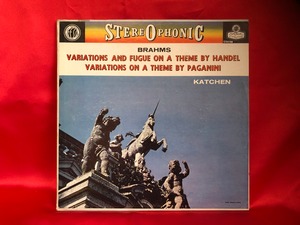 STEREOPHONIC
BRAHMS
VARIATIONS AND FUGUE ON A THEME BY HANDEL
VARIATIONS ON A THEME BY PAGANINI
KATCHEN